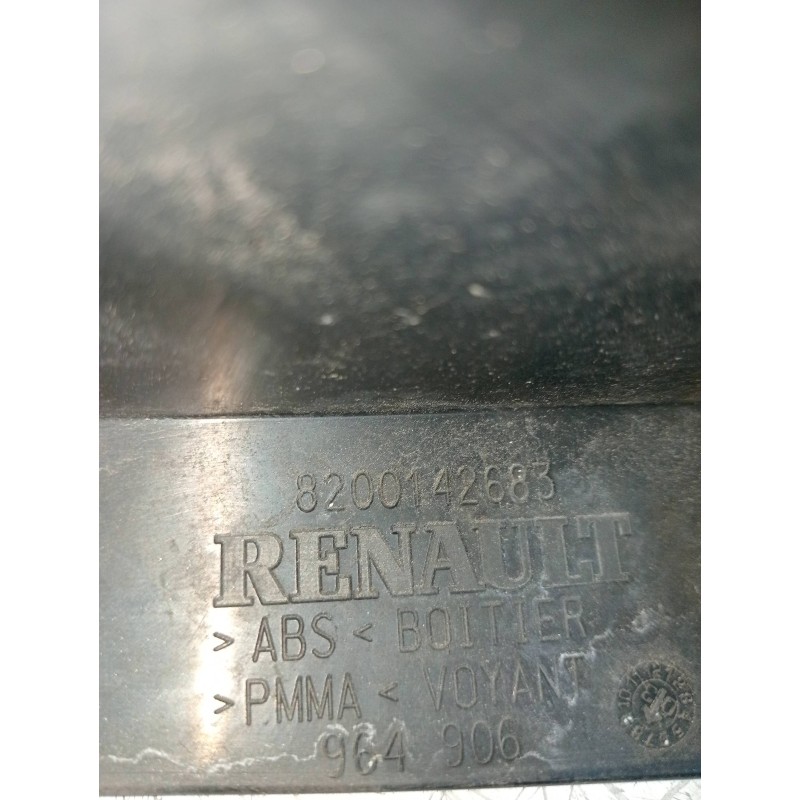 8200142683
RENAULT
>ABS< BOITIER
>PMMA< VOYANT
964 906